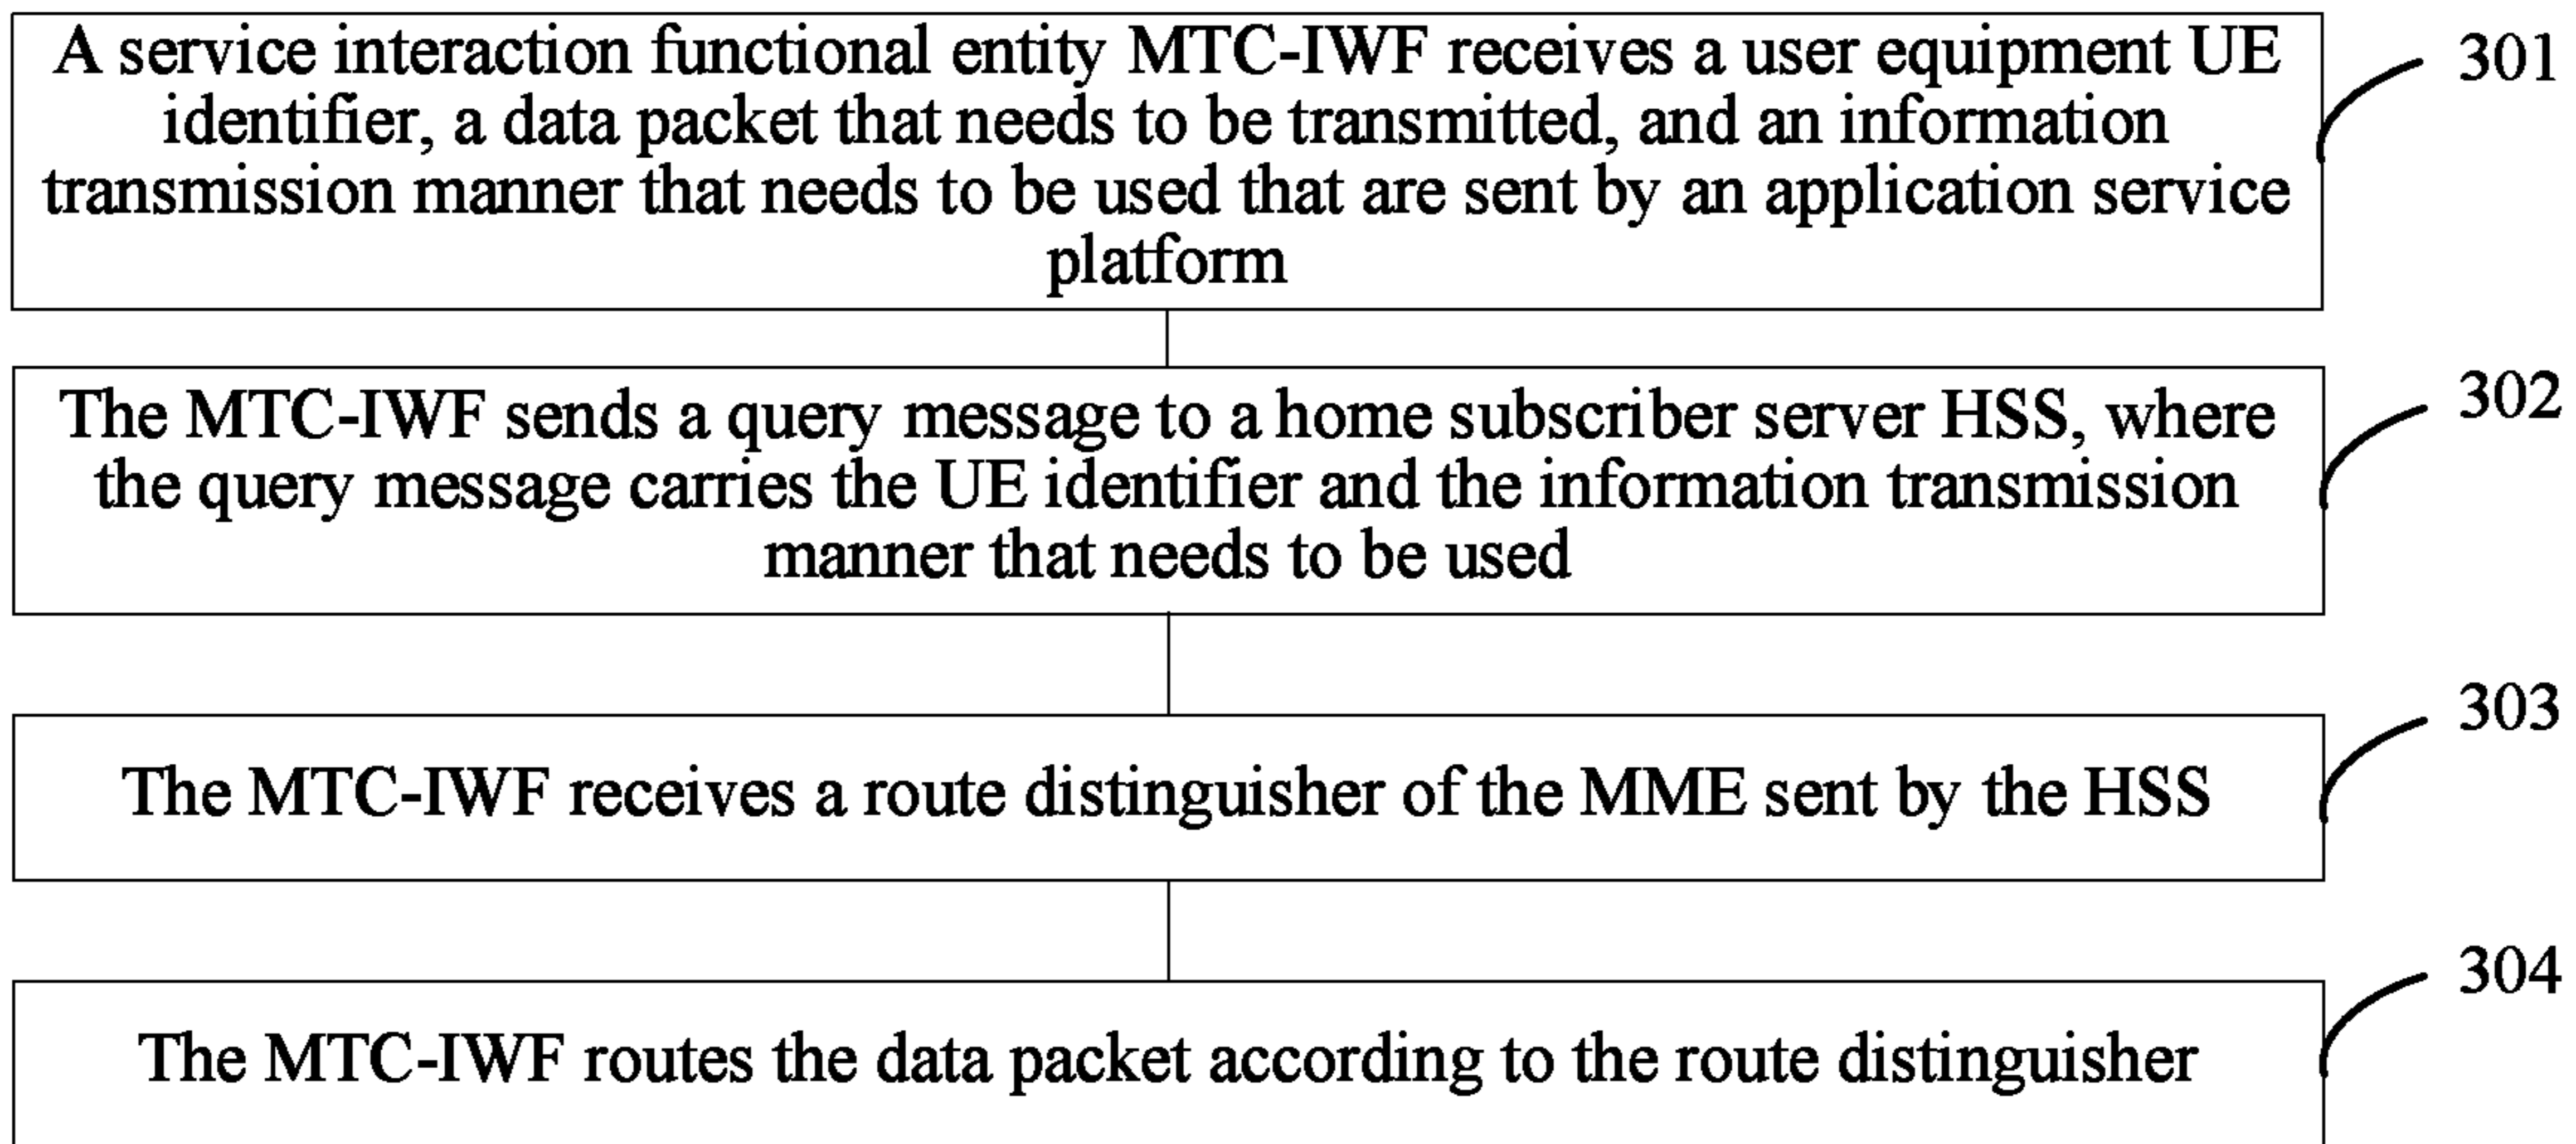 A service interaction functional entity MTC-IWF receives a user equipment UE
identifier, a data packet that needs to be transmitted, and an information
transmission manner that needs to be used that are sent by an application service
platform
301
The MTC-IWF sends a query message to a home subscriber server HSS, where
the query message carries the UE identifier and the information transmission
manner that needs to be used
302
The MTC-IWF receives a route distinguisher of the MME sent by the HSS
303
The MTC-IWF routes the data packet according to the route distinguisher
304